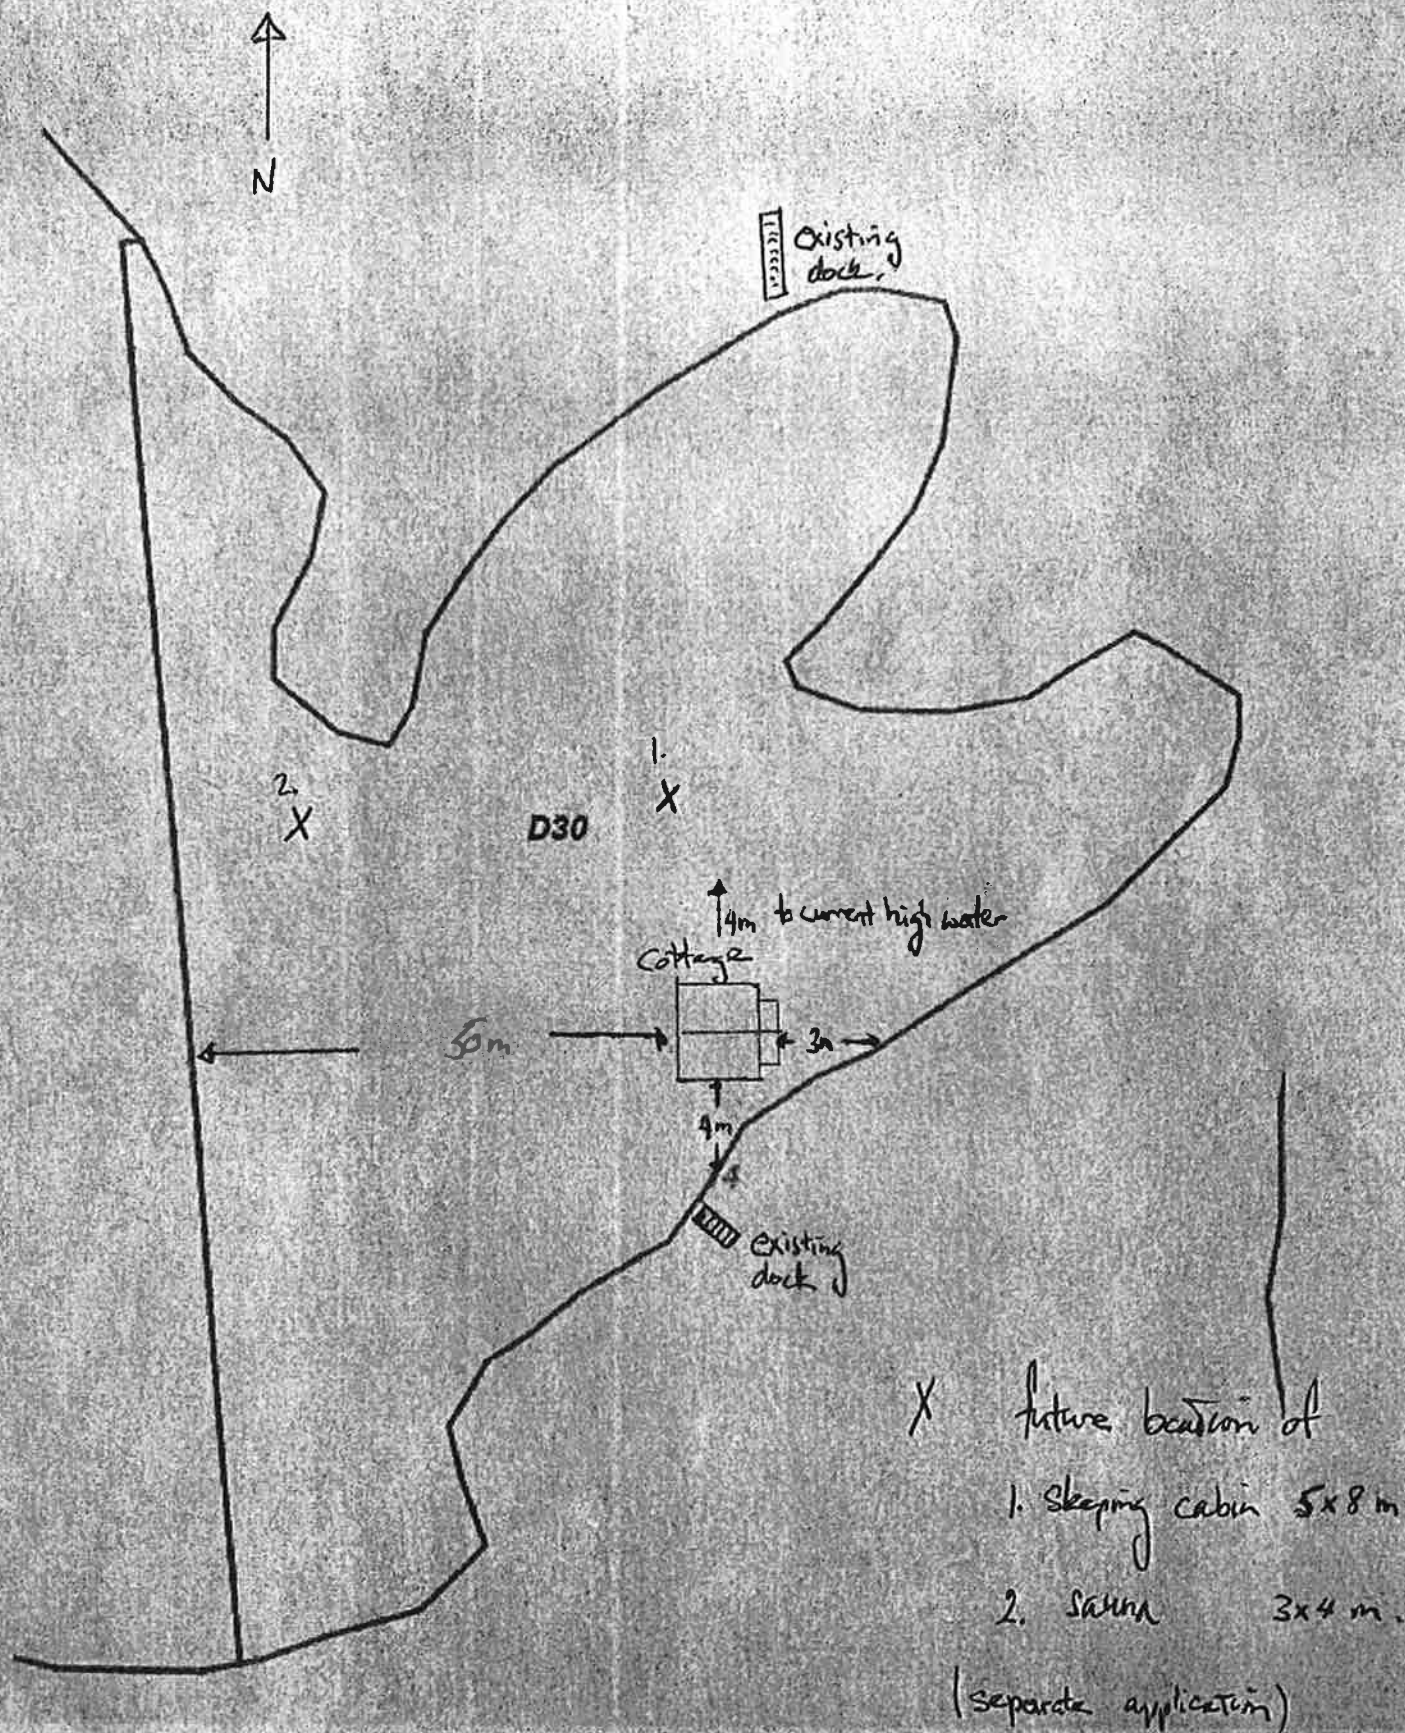 N
existing
dock.
1.
X
2.
X
D30
4m to current high water
Cottage
3m
4m
4
existing
dock
X future location of
1. sleeping cabin 5x8 m
2. sauna 3x4 m.
(separate application)